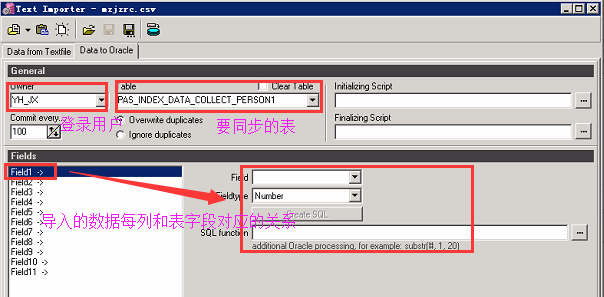 Text Importer - mzjzrc.csv
Data from Textfile Data to Oracle
General
Owner able Clear Table Initializing Script
YH_JX PAS_INDEX_DATA_COLLECT_PERSON1 ...
Commit every... Overwrite duplicates Finalizing Script
100 Ignore duplicates ...
登录用户 要同步的表
Fields
Field1 -> Field
Field2 ->
Field3 -> Fieldtype Number
Field4 ->
Field5 -> Create SQL
导入的数据每列和表字段对应的关系
Field6 ->
Field7 -> SQL function ...
Field8 -> additional Oracle processing, for example: substr(#, 1, 20)
Field9 ->
Field10 ->
Field11 ->